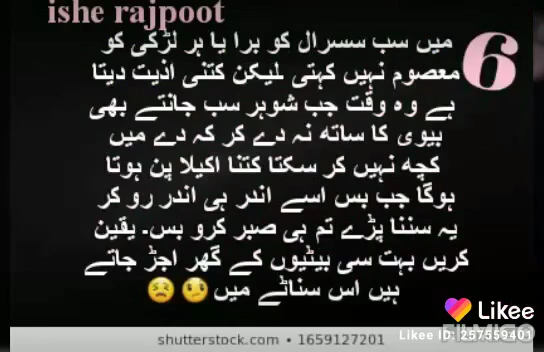 ishe rajpoot
6
میں سب سسرال کو برا یا ہر لڑکی کو
معصوم نہیں کہتی لیکن کتنی اذیت دیتا
ہے وہ وقت جب شوہر سب جانتے بھی
بیوی کا ساتھ نہ دے کر کہ دے میں
کچھ نہیں کر سکتا کتنا اکیلا پن ہوتا
ہوگا جب بس اسے اندر ہی اندر رو کر
یہ سننا پڑے تم ہی صبر کرو بس۔ یقین
کریں بہت سی بیٹیوں کے گھر اجڑ جاتے
ہیں اس سناٹے میں 😣😢
Likee
Likee ID: 257559401
shutterstock.com • 1659127201